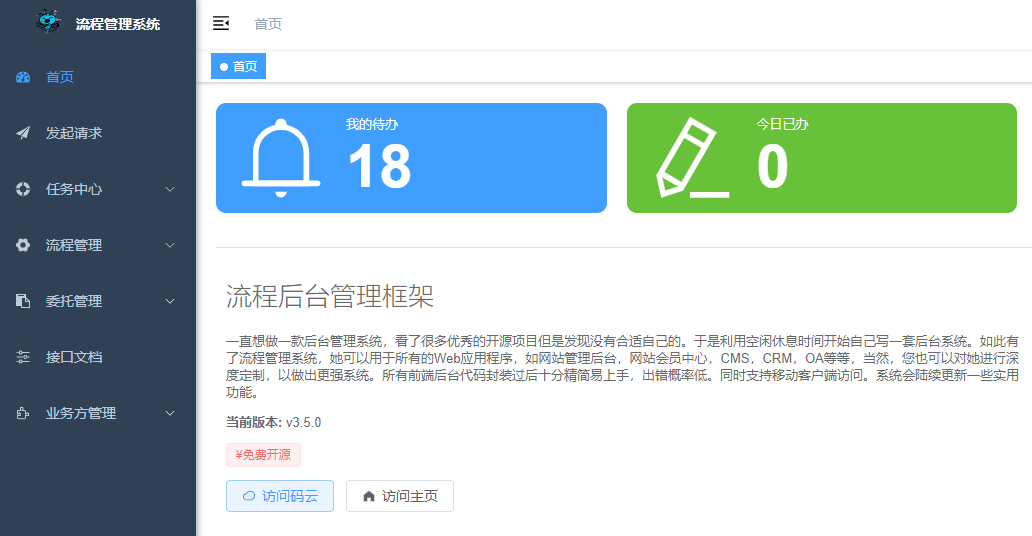 流程管理系统
首页
发起请求
任务中心
流程管理
委托管理
接口文档
业务方管理
首页
首页
我的待办
18
今日已办
0
流程后台管理框架
一直想做一款后台管理系统，看了很多优秀的开源项目但是发现没有合适自己的。于是利用空闲休息时间开始自己写一套后台系统。如此有
了流程管理系统，她可以用于所有的Web应用程序，如网站管理后台，网站会员中心，CMS，CRM，OA等等，当然，您也可以对她进行深
度定制，以做出更强系统。所有前端后台代码封装过后十分精简易上手，出错概率低。同时支持移动客户端访问。系统会陆续更新一些实用
功能。
当前版本: v3.5.0
¥免费开源
访问码云
访问主页